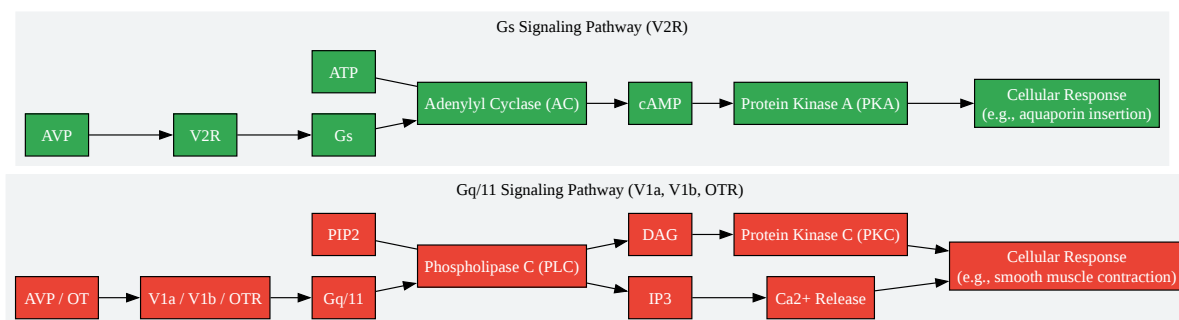 Gs Signaling Pathway (V2R)
ATP
Adenylyl Cyclase (AC)
cAMP
Protein Kinase A (PKA)
Cellular Response
(e.g., aquaporin insertion)
AVP
V2R
Gs
Gq/11 Signaling Pathway (V1a, V1b, OTR)
PIP2
DAG
Protein Kinase C (PKC)
Phospholipase C (PLC)
Cellular Response
(e.g., smooth muscle contraction)
AVP / OT
V1a / V1b / OTR
Gq/11
IP3
Ca2+ Release